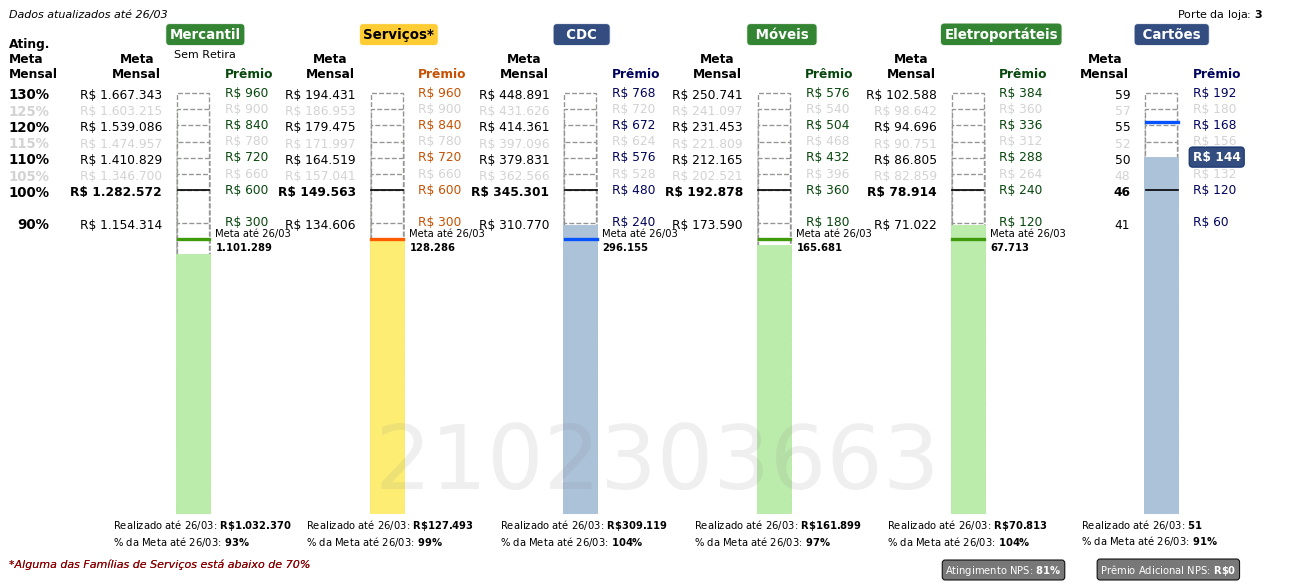 Dados atualizados até 26/03
Porte da loja: 3
Mercantil Serviços* CDC Móveis Eletroportáteis Cartões
Sem Retira
Ating. Meta Mensal
Meta Mensal Prêmio Meta Mensal Prêmio Meta Mensal Prêmio Meta Mensal Prêmio Meta Mensal Prêmio Meta Mensal Prêmio
130% R$ 1.667.343 R$ 960 R$ 194.431 R$ 960 R$ 448.891 R$ 768 R$ 250.741 R$ 576 R$ 102.588 R$ 384 59 R$ 192
125% R$ 1.603.215 R$ 900 R$ 186.953 R$ 900 R$ 431.626 R$ 720 R$ 241.097 R$ 540 R$ 98.642 R$ 360 57 R$ 180
120% R$ 1.539.086 R$ 840 R$ 179.475 R$ 840 R$ 414.361 R$ 672 R$ 231.453 R$ 504 R$ 94.696 R$ 336 55 R$ 168
115% R$ 1.474.957 R$ 780 R$ 171.997 R$ 780 R$ 397.096 R$ 624 R$ 221.809 R$ 468 R$ 90.751 R$ 312 52 R$ 156
110% R$ 1.410.829 R$ 720 R$ 164.519 R$ 720 R$ 379.831 R$ 576 R$ 212.165 R$ 432 R$ 86.805 R$ 288 50 R$ 144
105% R$ 1.346.700 R$ 660 R$ 157.041 R$ 660 R$ 362.566 R$ 528 R$ 202.521 R$ 396 R$ 82.859 R$ 264 48 R$ 132
100% R$ 1.282.572 R$ 600 R$ 149.563 R$ 600 R$ 345.301 R$ 480 R$ 192.878 R$ 360 R$ 78.914 R$ 240 46 R$ 120
90% R$ 1.154.314 R$ 300 R$ 134.606 R$ 300 R$ 310.770 R$ 240 R$ 173.590 R$ 180 R$ 71.022 R$ 120 41 R$ 60
Meta até 26/03 Meta até 26/03 Meta até 26/03 Meta até 26/03 Meta até 26/03
1.101.289 128.286 296.155 165.681 67.713
2102303663
Realizado até 26/03: R$1.032.370 Realizado até 26/03: R$127.493 Realizado até 26/03: R$309.119 Realizado até 26/03: R$161.899 Realizado até 26/03: R$70.813 Realizado até 26/03: 51
% da Meta até 26/03: 93% % da Meta até 26/03: 99% % da Meta até 26/03: 104% % da Meta até 26/03: 97% % da Meta até 26/03: 104% % da Meta até 26/03: 91%
*Alguma das Famílias de Serviços está abaixo de 70%
Atingimento NPS: 81% Prêmio Adicional NPS: R$0